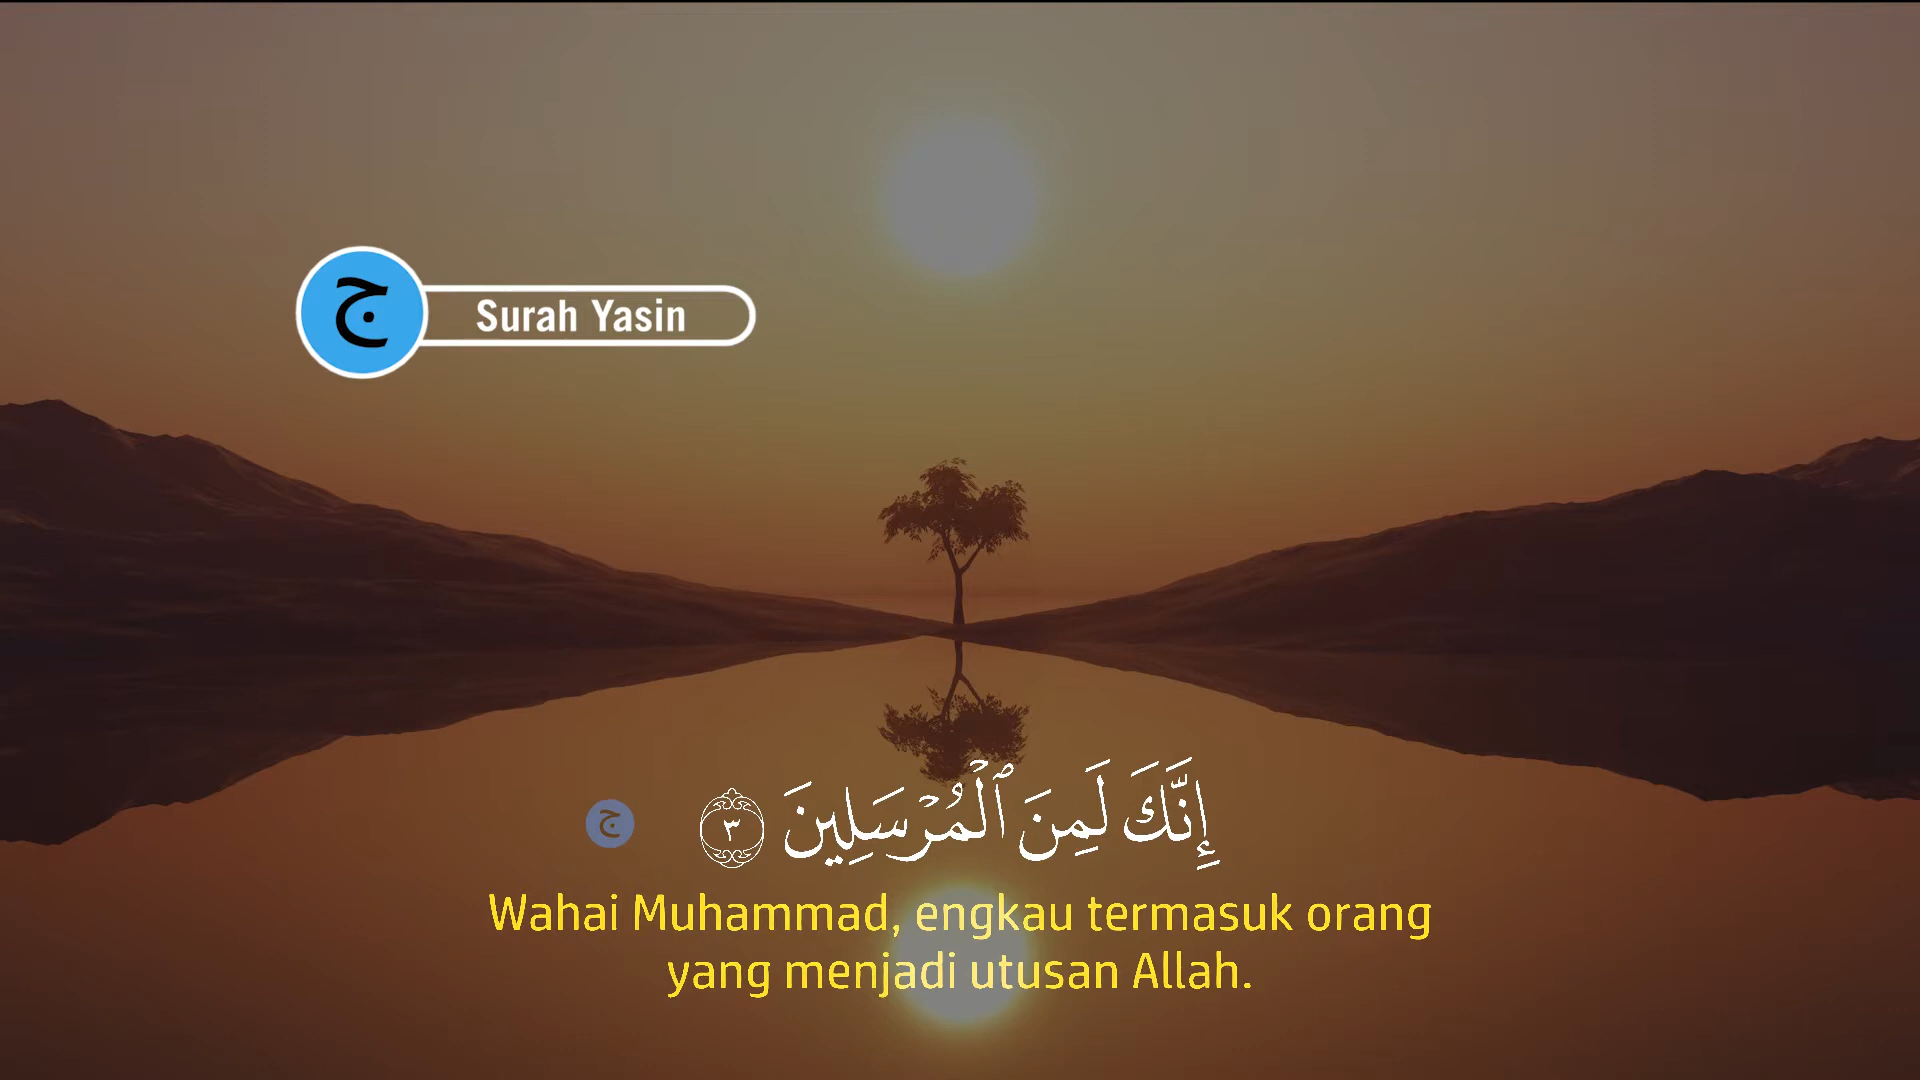 ج
Surah Yasin
إِنَّكَ لَمِنَ ٱلْمُرْسَلِينَ ٣
ج
Wahai Muhammad, engkau termasuk orang
yang menjadi utusan Allah.